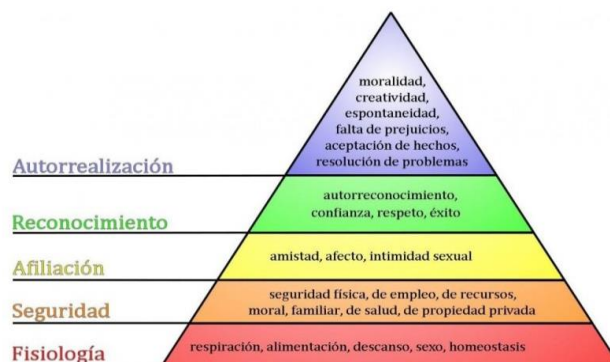 moralidad,
creatividad,
espontaneidad,
falta de prejuicios,
aceptación de hechos,
resolución de problemas
Autorrealización
autorreconocimiento,
confianza, respeto, éxito
Reconocimiento
amistad, afecto, intimidad sexual
Afiliación
seguridad física, de empleo, de recursos,
moral, familiar, de salud, de propiedad privada
Seguridad
respiración, alimentación, descanso, sexo, homeostasis
Fisiología